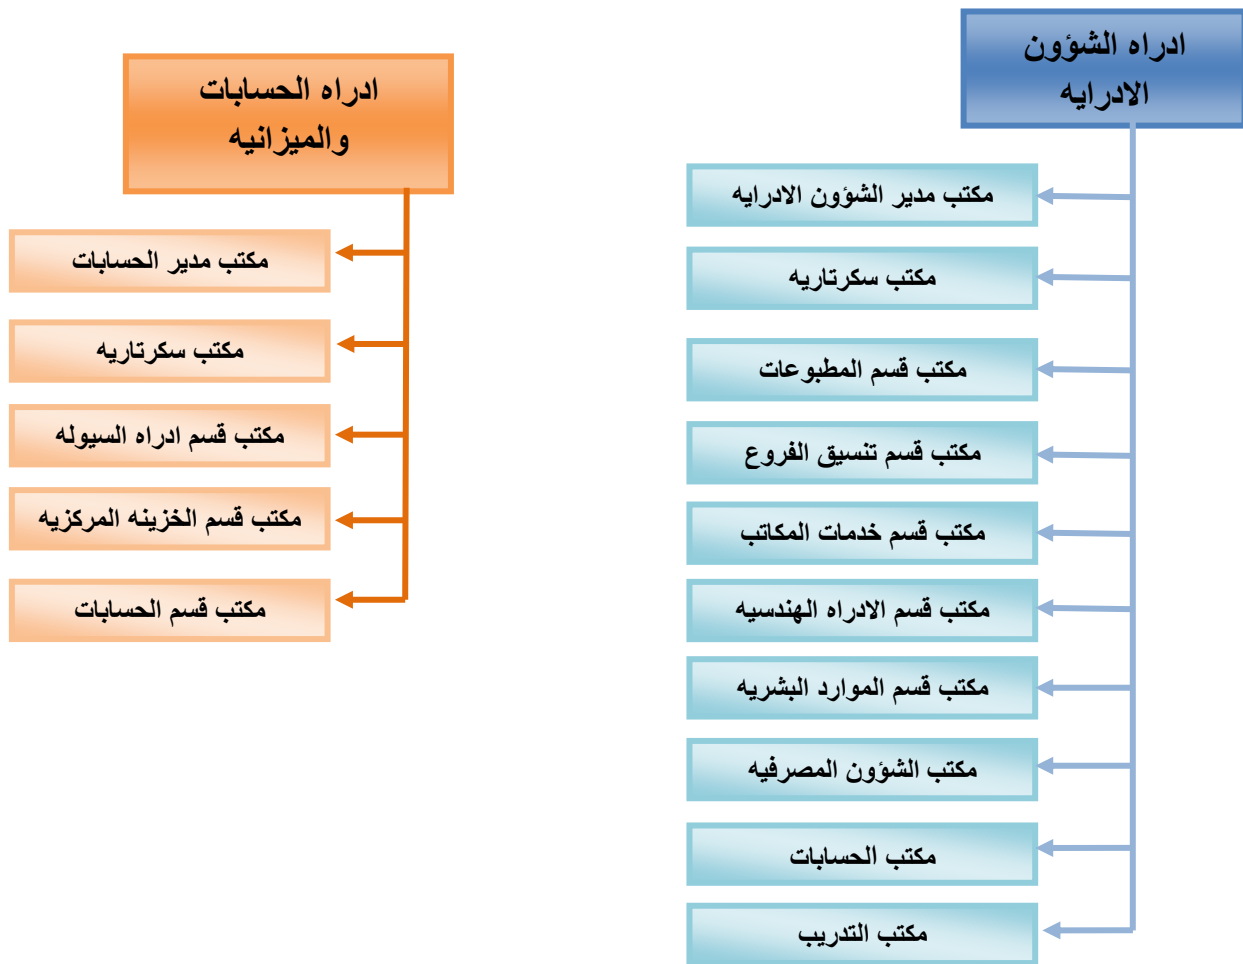 ادراه الشؤون
الادرايه
مكتب مدير الشؤون الادرايه
مكتب سكرتاريه
مكتب قسم المطبوعات
مكتب قسم تنسيق الفروع
مكتب قسم خدمات المكاتب
مكتب قسم الادراه الهندسيه
مكتب قسم الموارد البشريه
مكتب الشؤون المصرفيه
مكتب الحسابات
مكتب التدريب
ادراه الحسابات
والميزانيه
مكتب مدير الحسابات
مكتب سكرتاريه
مكتب قسم ادراه السيوله
مكتب قسم الخزينه المركزيه
مكتب قسم الحسابات